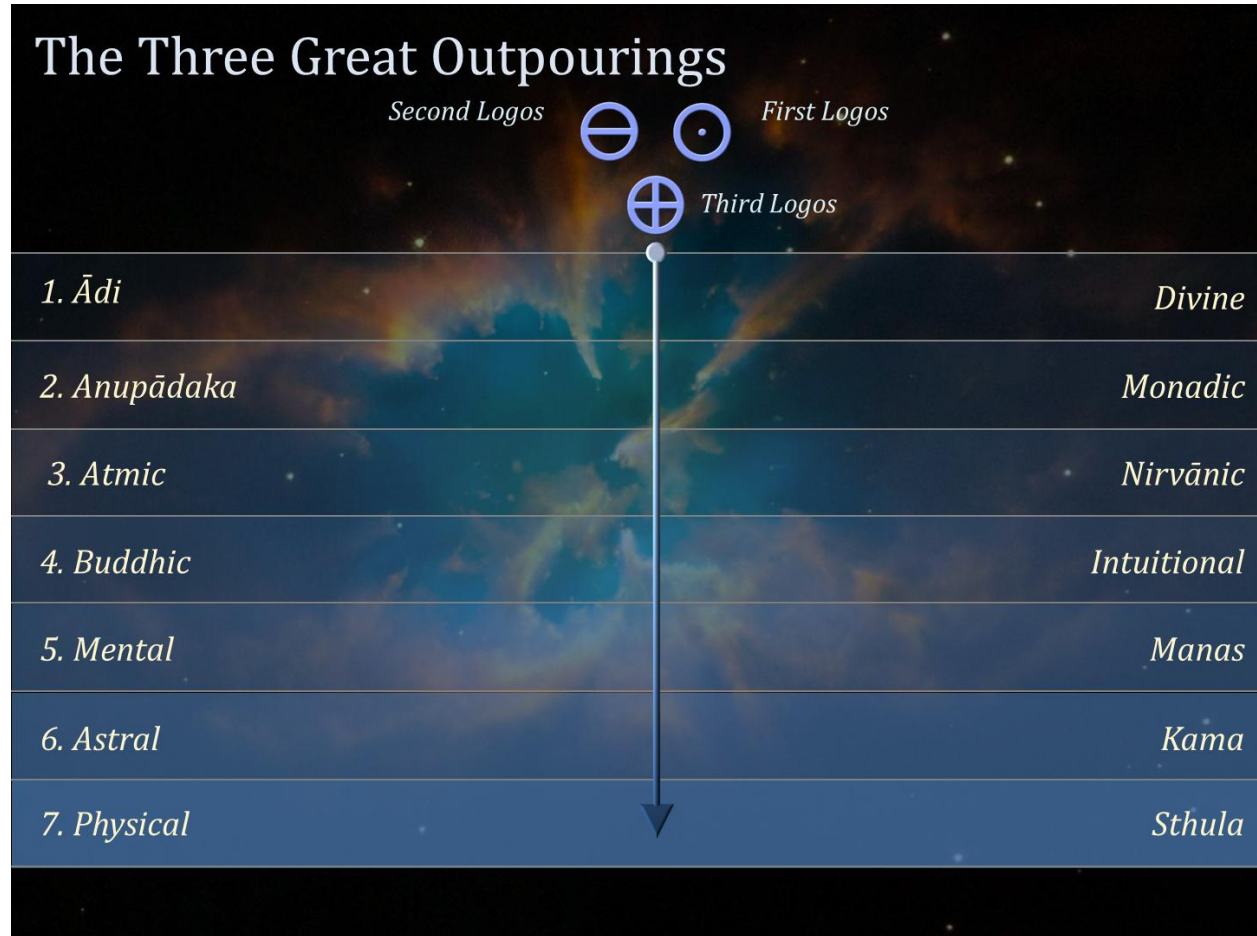 The Three Great Outpourings
Second Logos
First Logos
Third Logos
1. Ādi
Divine
2. Anupādaka
Monadic
3. Atmic
Nirvānic
4. Buddhic
Intuitional
5. Mental
Manas
6. Astral
Kama
7. Physical
Sthula